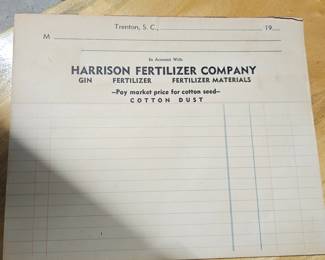 Trenton, S. C., 19
M
In Account With
HARRISON FERTILIZER COMPANY
GIN FERTILIZER FERTILIZER MATERIALS
—Pay market price for cotton seed—
COTTON DUST